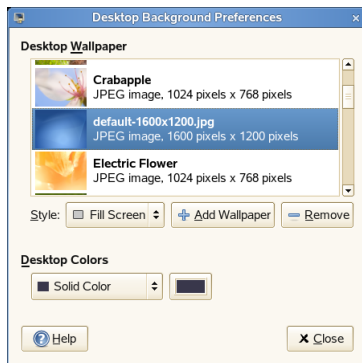 Desktop Background Preferences
Desktop Wallpaper
Crabapple
JPEG image, 1024 pixels x 768 pixels
default-1600x1200.jpg
JPEG image, 1600 pixels x 1200 pixels
Electric Flower
JPEG image, 1024 pixels x 768 pixels
Style: Fill Screen Add Wallpaper Remove
Desktop Colors
Solid Color
Help Close